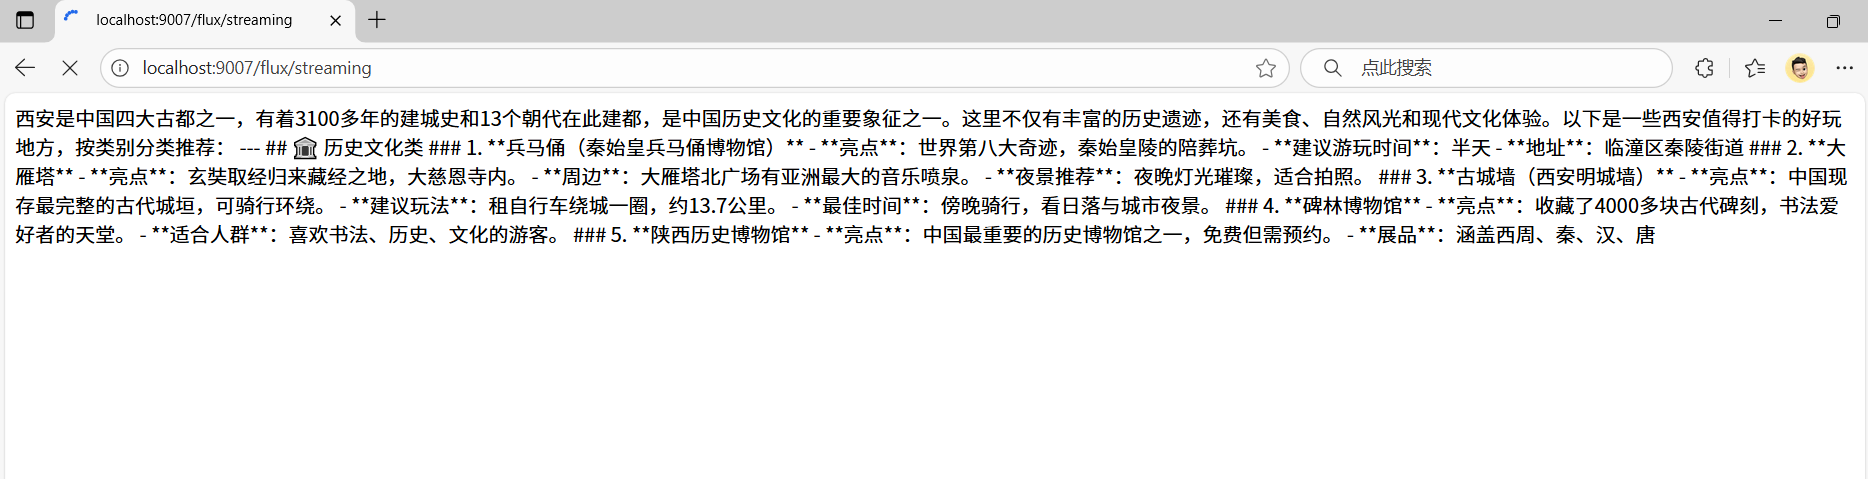 localhost:9007/flux/streaming
localhost:9007/flux/streaming
点此搜索
西安是中国四大古都之一，有着3100多年的建城史和13个朝代在此建都，是中国历史文化的重要象征之一。这里不仅有丰富的历史遗迹，还有美食、自然风光和现代文化体验。以下是一些西安值得打卡的好玩
地方，按类别分类推荐： --- ## 🏛️ 历史文化类 ### 1. **兵马俑（秦始皇兵马俑博物馆）** - **亮点**：世界第八大奇迹，秦始皇陵的陪葬坑。 - **建议游玩时间**：半天 - **地址**：临潼区秦陵街道 ### 2. **大
雁塔** - **亮点**：玄奘取经归来藏经之地，大慈恩寺内。 - **周边**：大雁塔北广场有亚洲最大的音乐喷泉。 - **夜景推荐**：夜晚灯光璀璨，适合拍照。 ### 3. **古城墙（西安明城墙）** - **亮点**：中国现
存最完整的古代城垣，可骑行环绕。 - **建议玩法**：租自行车绕城一圈，约13.7公里。 - **最佳时间**：傍晚骑行，看日落与城市夜景。 ### 4. **碑林博物馆** - **亮点**：收藏了4000多块古代碑刻，书法爱
好者的天堂。 - **适合人群**：喜欢书法、历史、文化的游客。 ### 5. **陕西历史博物馆** - **亮点**：中国最重要的历史博物馆之一，免费但需预约。 - **展品**：涵盖西周、秦、汉、唐